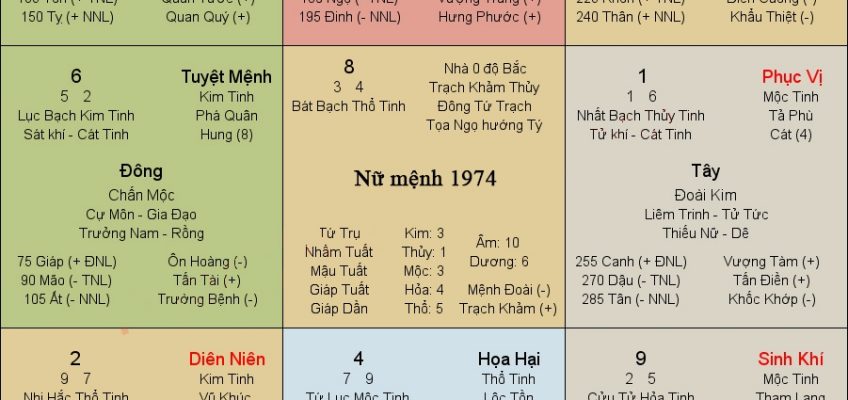 150 Tỵ (+ NNL) Quan Quý (+)
195 Đinh (- NNL) Hưng Phước (+)
240 Thân (+ NNL) Khẩu Thiệt (-)
6 Tuyệt Mệnh
5 2 Kim Tinh
Lục Bạch Kim Tinh Phá Quân
Sát khí - Cát Tinh Hung (8)
Đông
Chấn Mộc
Cự Môn - Gia Đạo
Trưởng Nam - Rồng
75 Giáp (+ ĐNL) Ôn Hoàng (-)
90 Mão (- TNL) Tấn Tài (+)
105 Ất (- NNL) Trường Bệnh (-)
8 Nhà 0 độ Bắc
3 4 Trạch Khảm Thủy
Bát Bạch Thổ Tinh Đông Tứ Trạch
Tọa Ngọ hướng Tý
Nữ mệnh 1974
Tứ Trụ Kim: 3
Nhâm Tuất Thủy: 1 Âm: 10
Mậu Tuất Mộc: 3 Dương: 6
Giáp Tuất Hỏa: 4 Mệnh Đoài (-)
Giáp Dần Thổ: 5 Trạch Khảm (+)
1 Phục Vị
1 6 Mộc Tinh
Nhất Bạch Thủy Tinh Tả Phù
Tử khí - Cát Tinh Cát (4)
Tây
Đoài Kim
Liêm Trinh - Tử Tức
Thiếu Nữ - Dê
255 Canh (+ ĐNL) Vượng Tàm (+)
270 Dậu (- TNL) Tấn Điền (+)
285 Tân (- NNL) Khốc Khớp (-)
2 Diên Niên
9 7 Kim Tinh
Nhị Hắc Thổ Tinh Vũ Khúc
4 Họa Hại
7 9 Thổ Tinh
Tứ Lục Mộc Tinh Lộc Tồn
9 Sinh Khí
2 5 Mộc Tinh
Cửu Tử Hỏa Tinh Tham Lang